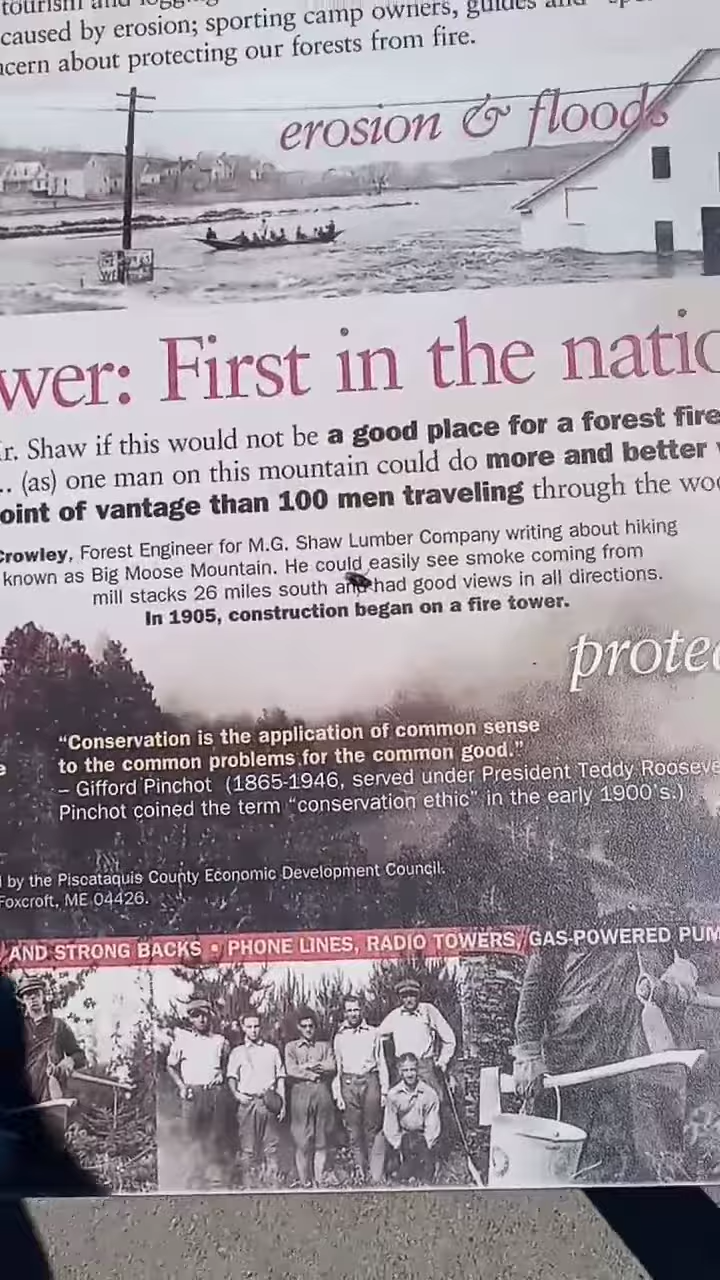 tourism and
caused by erosion; sporting camp owners, guides and
ncern about protecting our forests from fire.
erosion & floods
wer: First in the natio
r. Shaw if this would not be a good place for a forest fire
.. (as) one man on this mountain could do more and better
oint of vantage than 100 men traveling through the woo
Crowley, Forest Engineer for M.G. Shaw Lumber Company writing about hiking
known as Big Moose Mountain. He could easily see smoke coming from
mill stacks 26 miles south and had good views in all directions.
In 1905, construction began on a fire tower.
protec
“Conservation is the application of common sense
e to the common problems for the common good.”
– Gifford Pinchot (1865-1946, served under President Teddy Rooseve
Pinchot coined the term “conservation ethic” in the early 1900's.)
by the Piscataquis County Economic Development Council.
Foxcroft, ME 04426.
AND STRONG BACKS • PHONE LINES, RADIO TOWERS, GAS-POWERED PUM